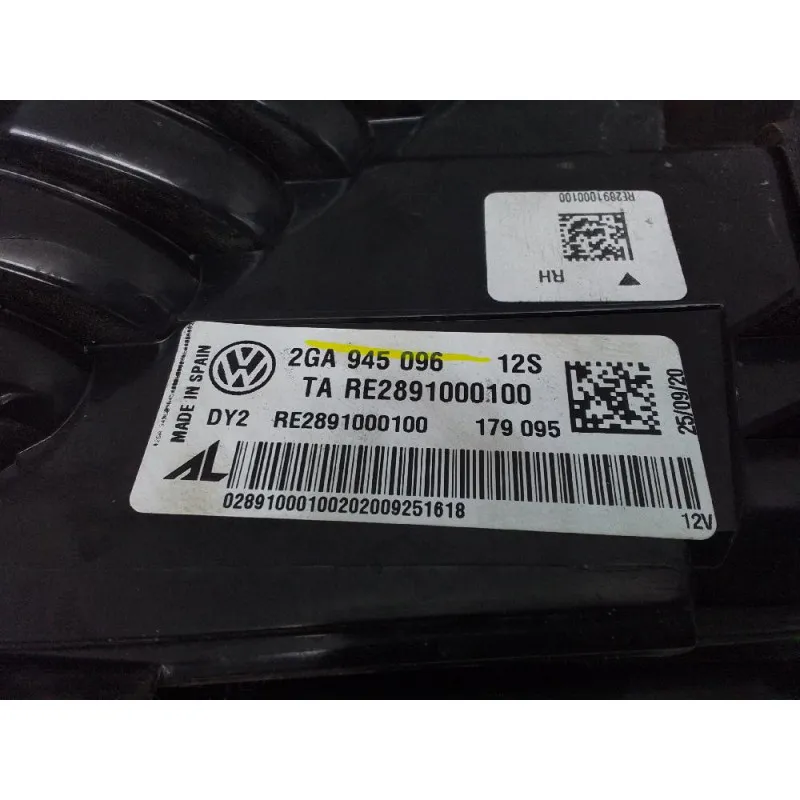 RE2891000100
RH
MADE IN SPAIN
2GA 945 096 12S
TA RE2891000100
DY2 RE2891000100 179 095
25/09/20
AL
02891000100202009251618
12V